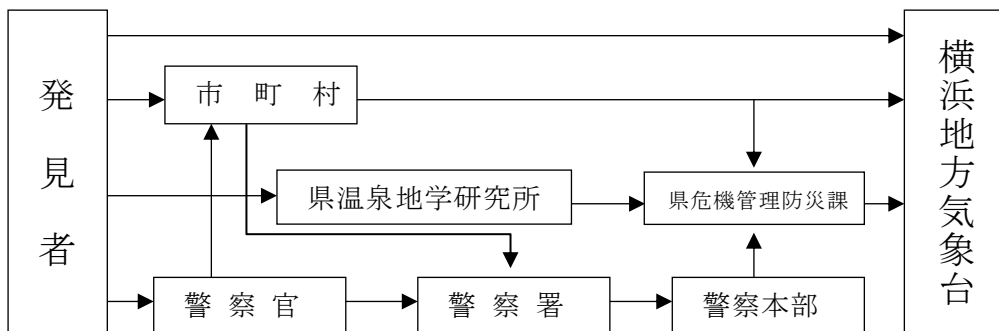 発見者
市町村
県温泉地学研究所
県危機管理防災課
警察官
警察署
警察本部
横浜地方気象台